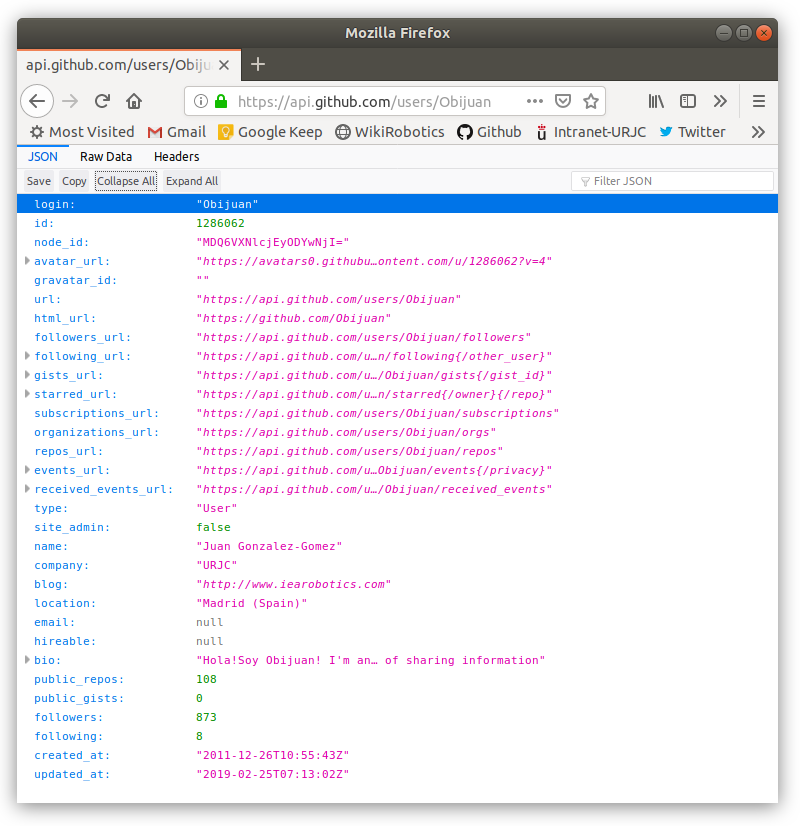 Mozilla Firefox
api.github.com/users/Obiju
https://api.github.com/users/Obijuan
Most Visited Gmail Google Keep WikiRobotics Github Intranet-URJC Twitter
JSON Raw Data Headers
Save Copy Collapse All Expand All Filter JSON
login: "Obijuan"
id: 1286062
node_id: "MDQ6VXNlcjEyODYwNjI="
avatar_url: "https://avatars0.githubu…ontent.com/u/1286062?v=4"
gravatar_id: ""
url: "https://api.github.com/users/Obijuan"
html_url: "https://github.com/Obijuan"
followers_url: "https://api.github.com/users/Obijuan/followers"
following_url: "https://api.github.com/u…n/following{/other_user}"
gists_url: "https://api.github.com/u…/Obijuan/gists{/gist_id}"
starred_url: "https://api.github.com/u…n/starred{/owner}{/repo}"
subscriptions_url: "https://api.github.com/users/Obijuan/subscriptions"
organizations_url: "https://api.github.com/users/Obijuan/orgs"
repos_url: "https://api.github.com/users/Obijuan/repos"
events_url: "https://api.github.com/u…Obijuan/events{/privacy}"
received_events_url: "https://api.github.com/u…/Obijuan/received_events"
type: "User"
site_admin: false
name: "Juan Gonzalez-Gomez"
company: "URJC"
blog: "http://www.iearobotics.com"
location: "Madrid (Spain)"
email: null
hireable: null
bio: "Hola!Soy Obijuan! I'm an… of sharing information"
public_repos: 108
public_gists: 0
followers: 873
following: 8
created_at: "2011-12-26T10:55:43Z"
updated_at: "2019-02-25T07:13:02Z"